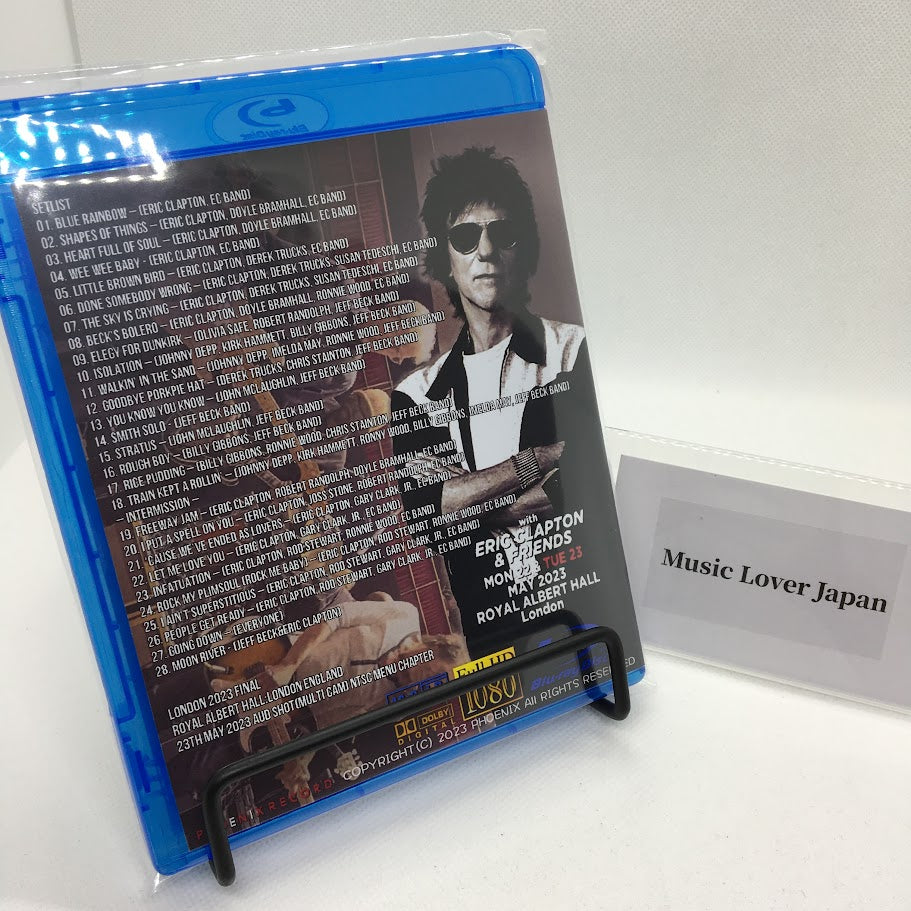 SETLIST
01. BLUE RAINBOW – (ERIC CLAPTON, EC BAND)
02. SHAPES OF THINGS – (ERIC CLAPTON, DOYLE BRAMHALL, EC BAND)
03. HEART FULL OF SOUL – (ERIC CLAPTON, DOYLE BRAMHALL, EC BAND)
04. WEE WEE BABY - (ERIC CLAPTON, EC BAND)
05. LITTLE BROWN BIRD – (ERIC CLAPTON, DEREK TRUCKS, EC BAND)
06. DONE SOMEBODY WRONG – (ERIC CLAPTON, DEREK TRUCKS, SUSAN TEDESCHI, EC BAND)
07. THE SKY IS CRYING – (ERIC CLAPTON, DEREK TRUCKS, SUSAN TEDESCHI, EC BAND)
08. BECK'S BOLERO – (ERIC CLAPTON, DOYLE BRAMHALL, RONNIE WOOD, EC BAND)
09. ELEGY FOR DUNKIRK – (OLIVIA SAFE, ROBERT RANDOLPH, JEFF BECK BAND)
10. ISOLATION – (JOHNNY DEPP, KIRK HAMMETT, BILLY GIBBONS, JEFF BECK BAND)
11. WALKIN' IN THE SAND – (JOHNNY DEPP, IMELDA MAY, RONNIE WOOD, JEFF BECK BAND)
12. GOODBYE PORKPIE HAT – (DEREK TRUCKS, CHRIS STAINTON, JEFF BECK BAND)
13. YOU KNOW YOU KNOW – (JOHN MCLAUGHLIN, JEFF BECK BAND)
14. SMITH SOLO - (JEFF BECK BAND)
15. STRATUS – (JOHN MCLAUGHLIN, JEFF BECK BAND)
16. ROUGH BOY – (BILLY GIBBONS, JEFF BECK BAND)
17. RICE PUDDING – (BILLY GIBBONS, RONNIE WOOD, CHRIS STAINTON, JEFF BECK BAND)
18. TRAIN KEPT A ROLLIN – (JOHNNY DEPP, KIRK HAMMETT, RONNY WOOD, BILLY GIBBONS, IMELDA MAY, JEFF BECK BAND)
– INTERMISSION –
19. FREEWAY JAM – (ERIC CLAPTON, ROBERT RANDOLPH, DOYLE BRAMHALL, EC BAND)
20. I PUT A SPELL ON YOU – (ERIC CLAPTON, JOSS STONE, ROBERT RANDOLPH, EC BAND)
21. 'CAUSE WE'VE ENDED AS LOVERS – (ERIC CLAPTON, GARY CLARK, JR., EC BAND)
22. LET ME LOVE YOU – (ERIC CLAPTON, GARY CLARK, JR., EC BAND)
23. INFATUATION – (ERIC CLAPTON, ROD STEWART, RONNIE WOOD, EC BAND)
24. ROCK MY PLIMSOUL (ROCK ME BABY) – (ERIC CLAPTON, ROD STEWART, RONNIE WOOD, EC BAND)
25. I AIN'T SUPERSTITIOUS – (ERIC CLAPTON, ROD STEWART, GARY CLARK, JR., EC BAND)
26. PEOPLE GET READY – (ERIC CLAPTON, ROD STEWART, GARY CLARK, JR., EC BAND)
27. GOING DOWN – (EVERYONE)
28. MOON RIVER - (JEFF BECK&ERIC CLAPTON)
with
ERIC CLAPTON
& FRIENDS
MON 22 & TUE 23
MAY 2023
ROYAL ALBERT HALL
London
LONDON 2023 FINAL
ROYAL ALBERT HALL:LONDON ENGLAND
23TH MAY 2023 AUD SHOT(MULTI CAM) NTSC MENU CHAPTER
Full HD
1080
DOLBY
DIGITAL
Blu-ray Disc
COPYRIGHT(C) 2023 PHOENIX All RIGHTS RESERVED
Music Lover Japan